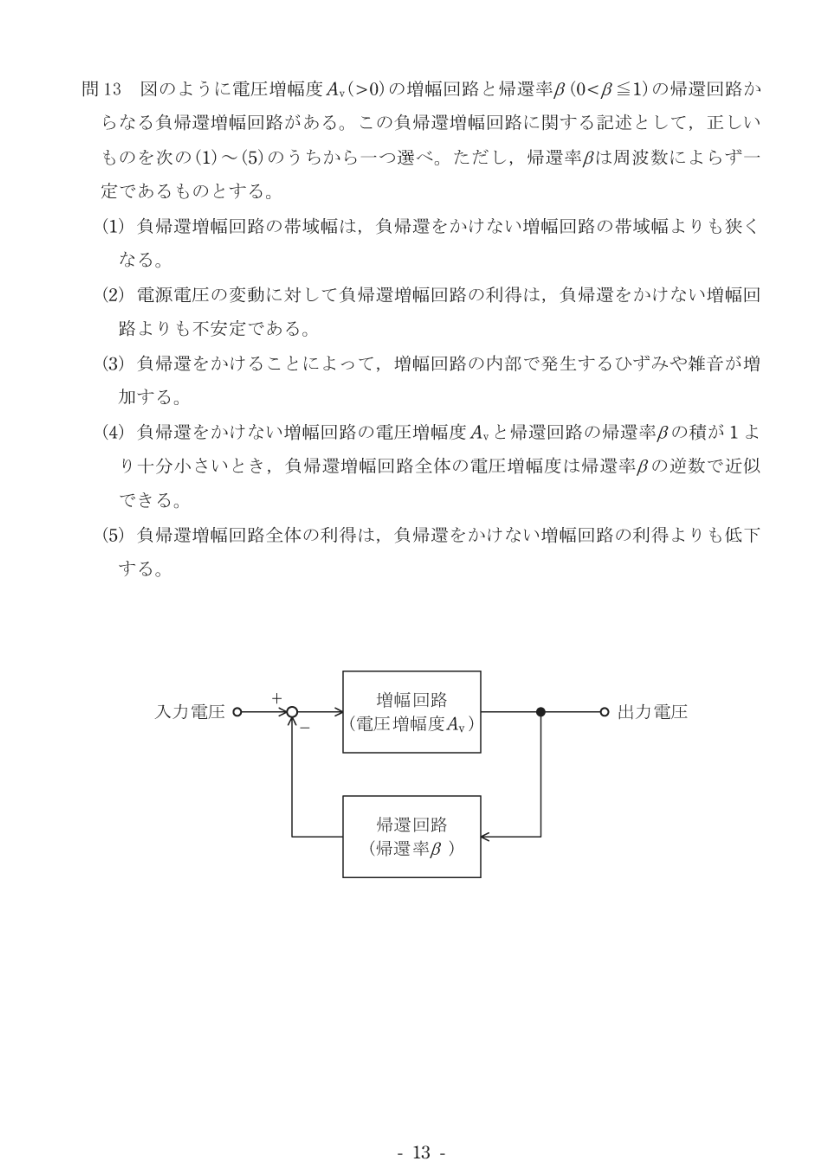 問 13　図のように電圧増幅度Av(>0)の増幅回路と帰還率β(0<β≦1)の帰還回路か
らなる負帰還増幅回路がある。この負帰還増幅回路に関する記述として，正しい
ものを次の(1)～(5)のうちから一つ選べ。ただし，帰還率βは周波数によらず一
定であるものとする。
(1) 負帰還増幅回路の帯域幅は，負帰還をかけない増幅回路の帯域幅よりも狭く
なる。
(2) 電源電圧の変動に対して負帰還増幅回路の利得は，負帰還をかけない増幅回
路よりも不安定である。
(3) 負帰還をかけることによって，増幅回路の内部で発生するひずみや雑音が増
加する。
(4) 負帰還をかけない増幅回路の電圧増幅度Avと帰還回路の帰還率βの積が 1 よ
り十分小さいとき，負帰還増幅回路全体の電圧増幅度は帰還率βの逆数で近似
できる。
(5) 負帰還増幅回路全体の利得は，負帰還をかけない増幅回路の利得よりも低下
する。
入力電圧
+
−
増幅回路
(電圧増幅度Av)
出力電圧
帰還回路
(帰還率β )
- 13 -